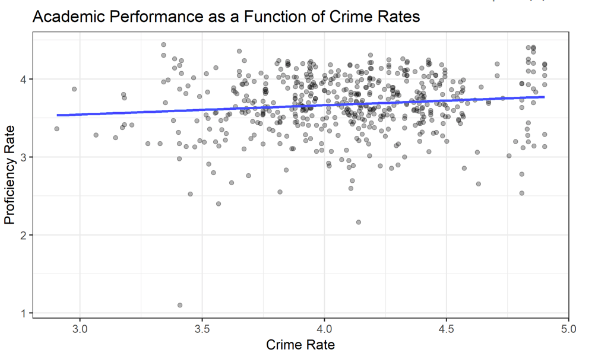 Academic Performance as a Function of Crime Rates
Proficiency Rate
4
3
2
1
3.0 3.5 4.0 4.5 5.0
Crime Rate